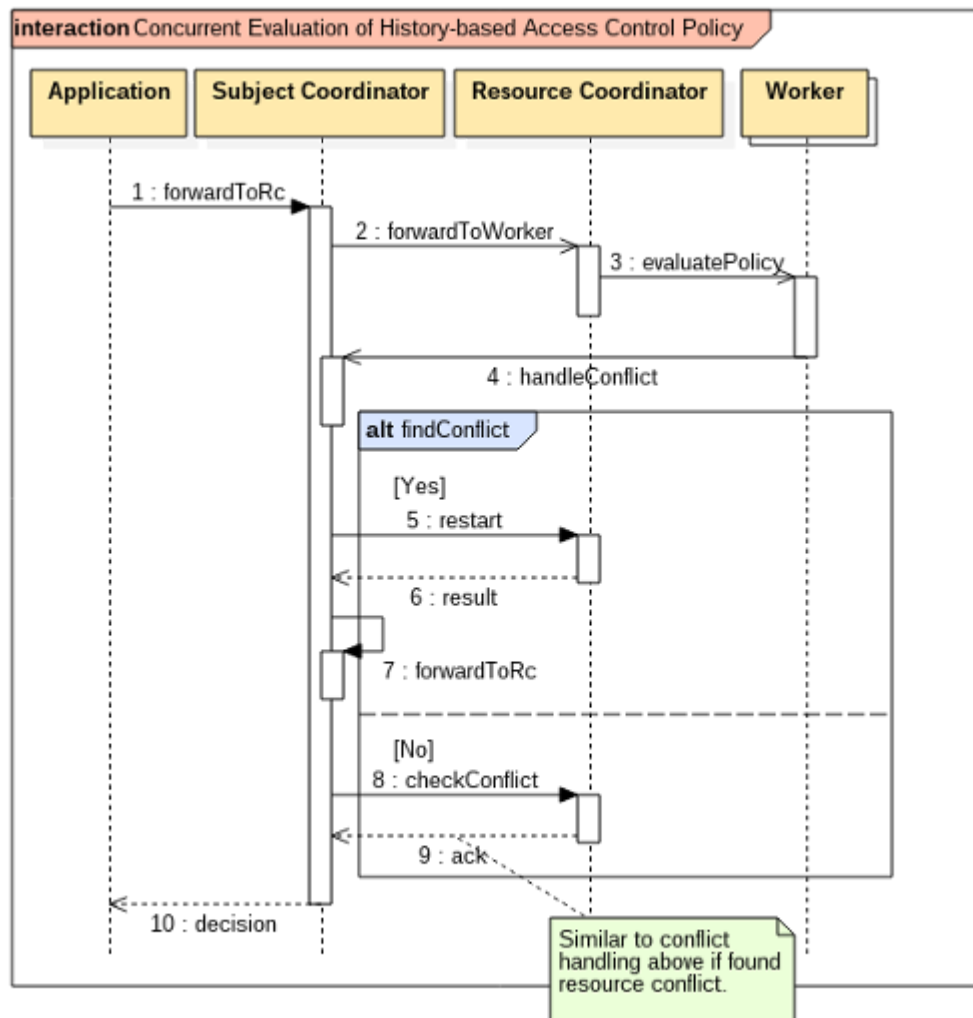 interaction Concurrent Evaluation of History-based Access Control Policy
Application
Subject Coordinator
Resource Coordinator
Worker
1 : forwardToRc
2 : forwardToWorker
3 : evaluatePolicy
4 : handleConflict
alt findConflict
[Yes]
5 : restart
6 : result
7 : forwardToRc
[No]
8 : checkConflict
9 : ack
10 : decision
Similar to conflict
handling above if found
resource conflict.